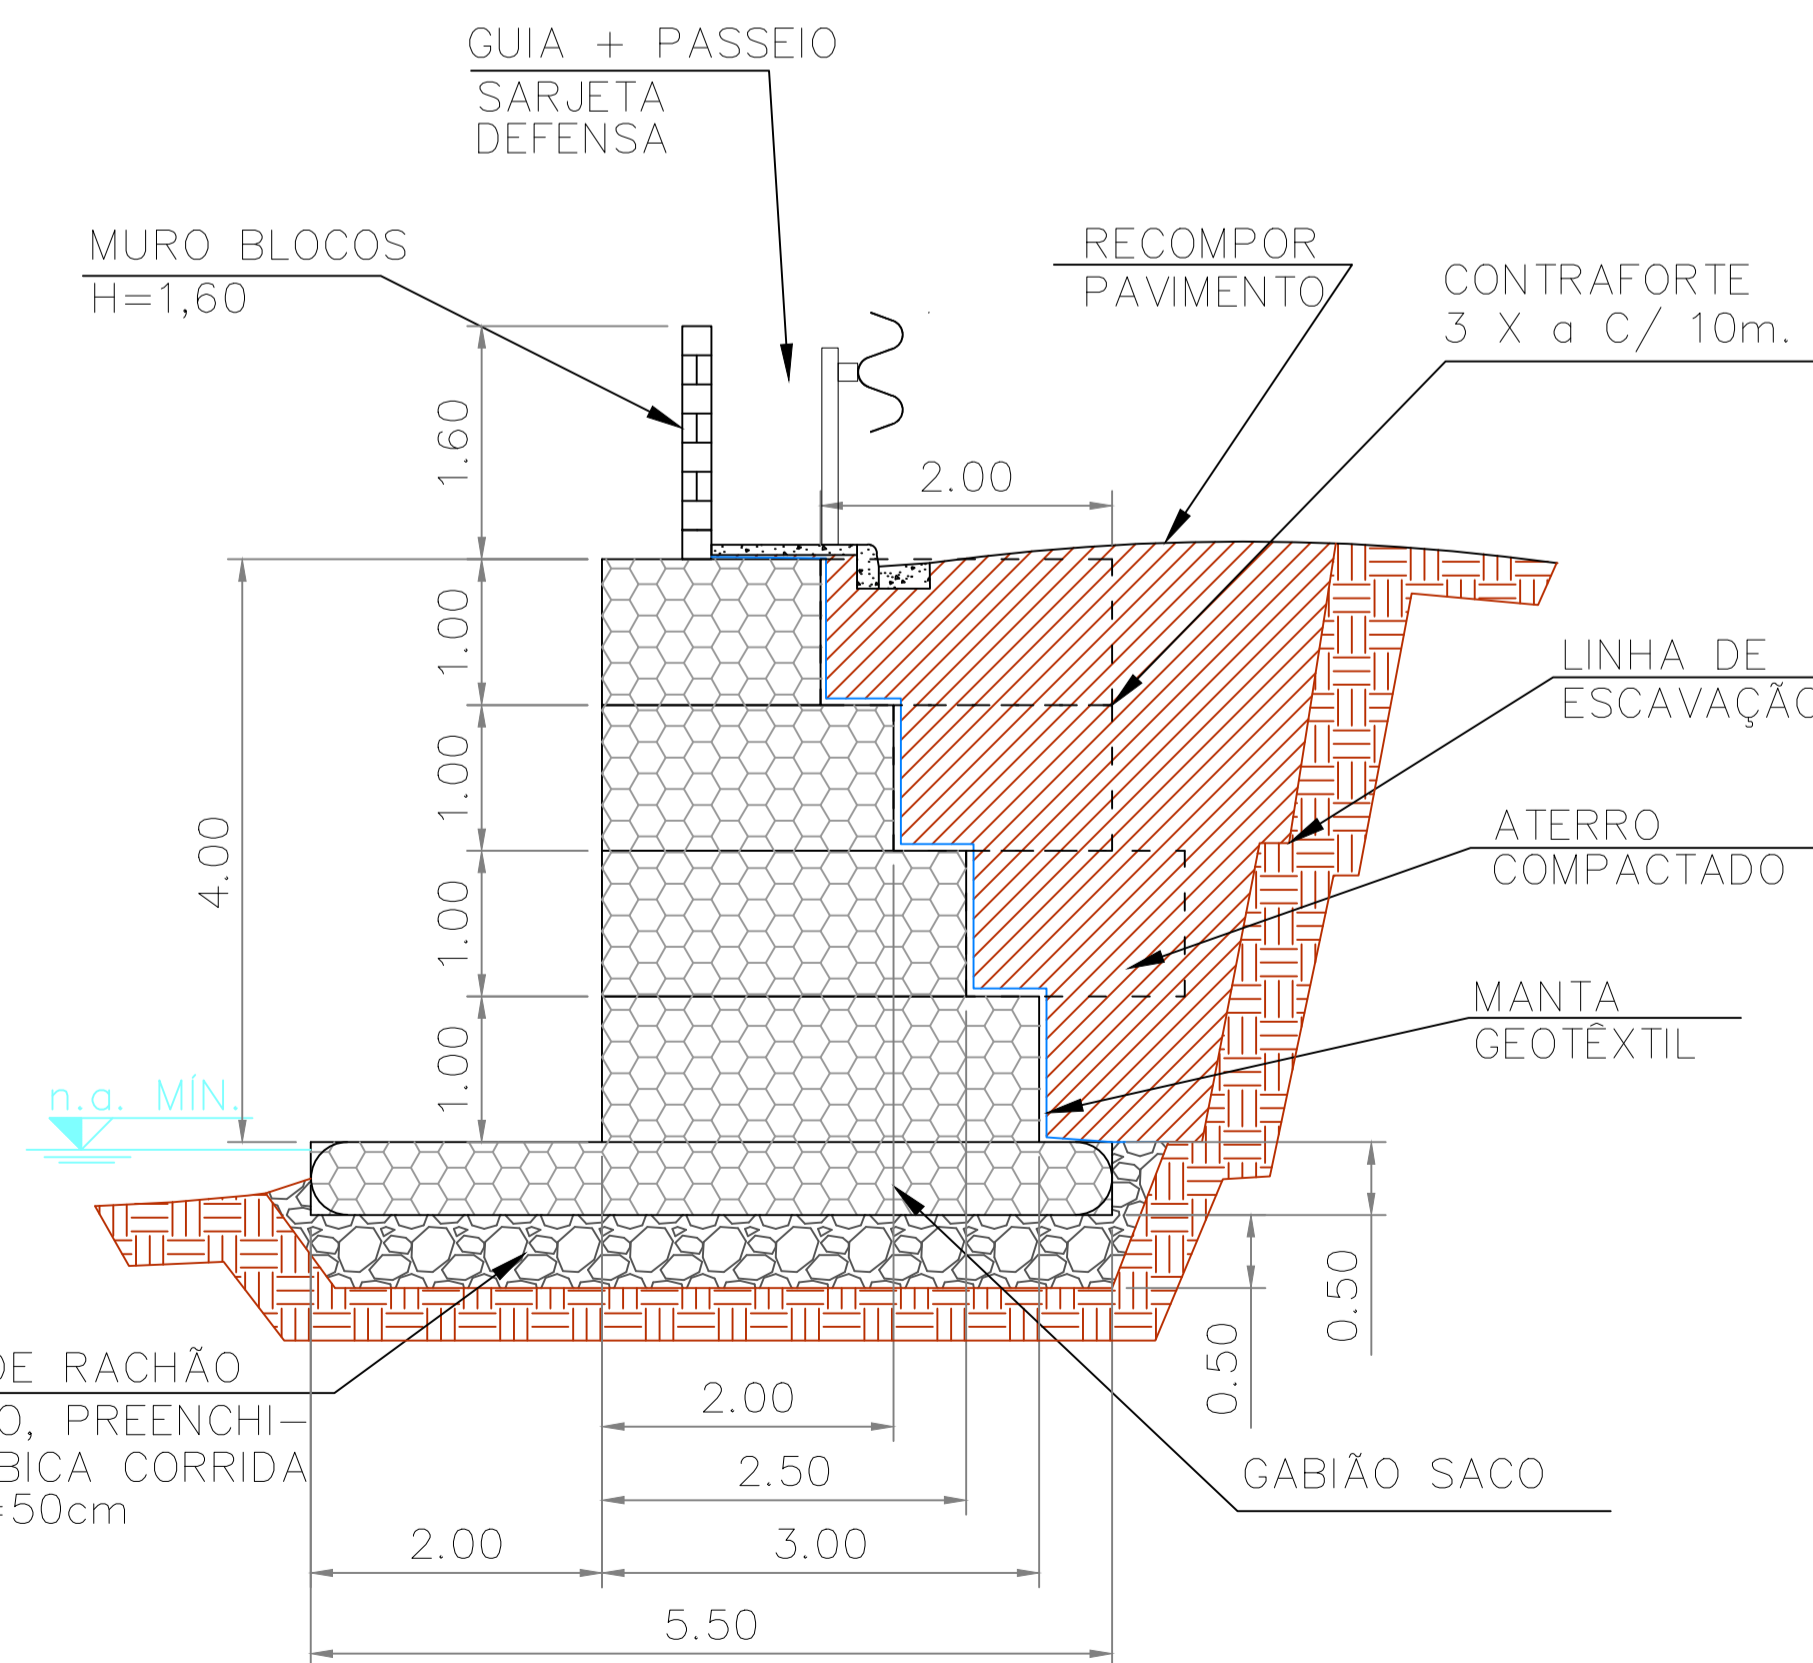 GUIA + PASSEIO
SARJETA
DEFENSA
MURO BLOCOS
H=1,60
RECOMPOR
PAVIMENTO
CONTRAFORTE
3 X a C/ 10m.
1.60
2.00
LINHA DE
ESCAVAÇÃO
4.00
1.00
1.00
1.00
1.00
ATERRO
COMPACTADO
MANTA
GEOTÊXTIL
n.a. MÍN.
0.50
0.50
DE RACHÃO
O, PREENCHI-
BICA CORRIDA
=50cm
2.00
2.50
2.00
3.00
5.50
GABIÃO SACO